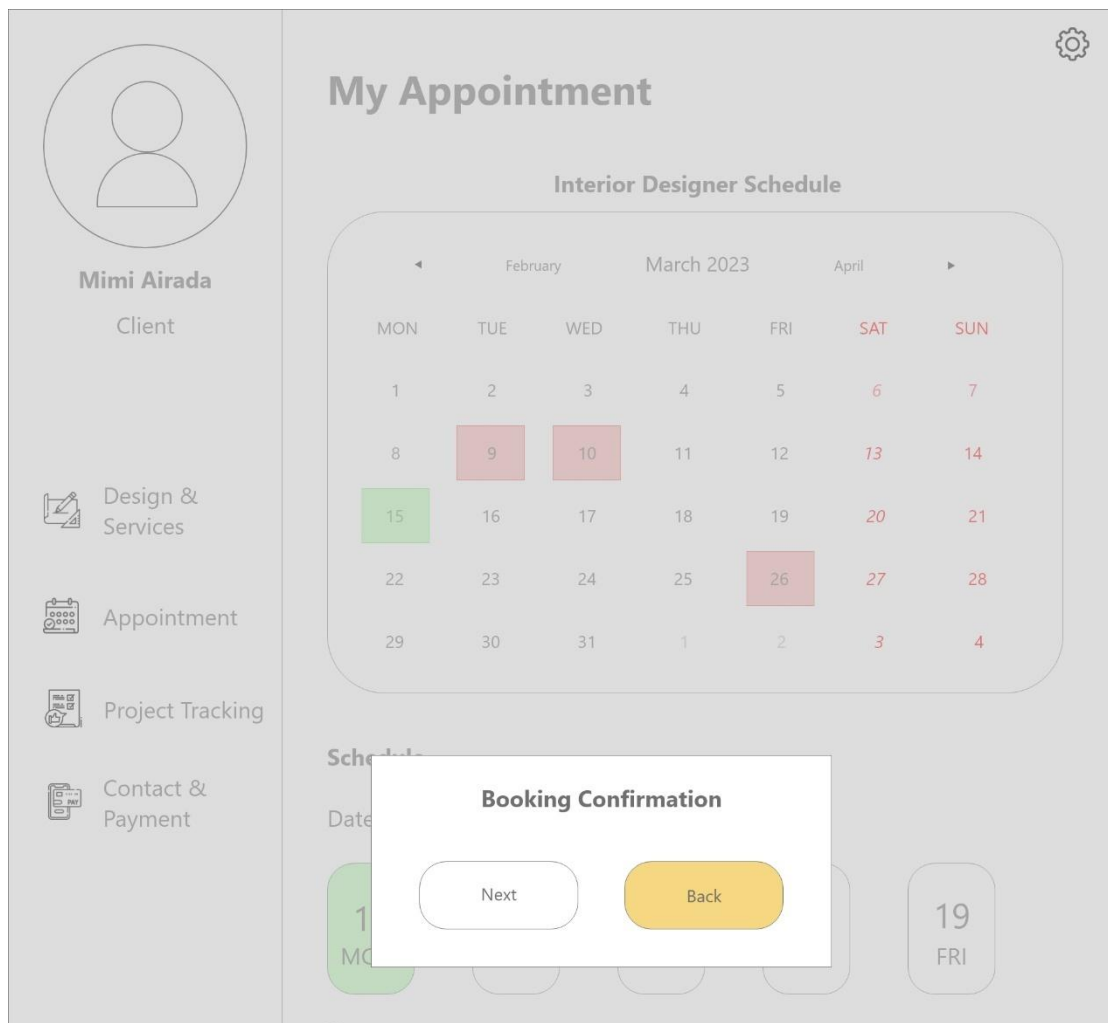 My Appointment
Interior Designer Schedule
Mimi Airada
Client
February March 2023 April
MON TUE WED THU FRI SAT SUN
1 2 3 4 5 6 7
8 9 10 11 12 13 14
15 16 17 18 19 20 21
22 23 24 25 26 27 28
29 30 31 1 2 3 4
Design &
Services
Appointment
Project Tracking
Contact &
Payment
PAY
Schedule
Date
Booking Confirmation
Next Back
19
FRI